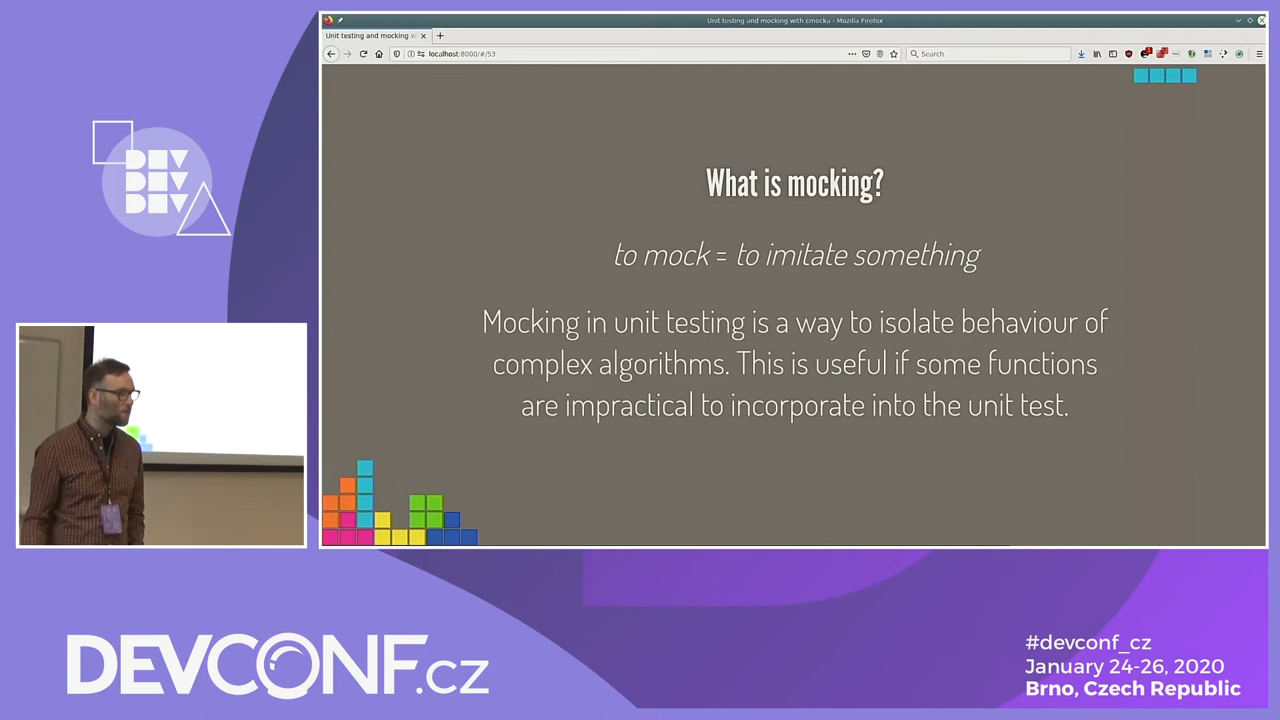 DEV
DEV
DEV
Unit testing and mocking with cmocka - Mozilla Firefox
Unit testing and mocking w
localhost:8000/#/53
Search
What is mocking?
to mock = to imitate something
Mocking in unit testing is a way to isolate behaviour of
complex algorithms. This is useful if some functions
are impractical to incorporate into the unit test.
DEVCONF.cz
#devconf_cz
January 24-26, 2020
Brno, Czech Republic